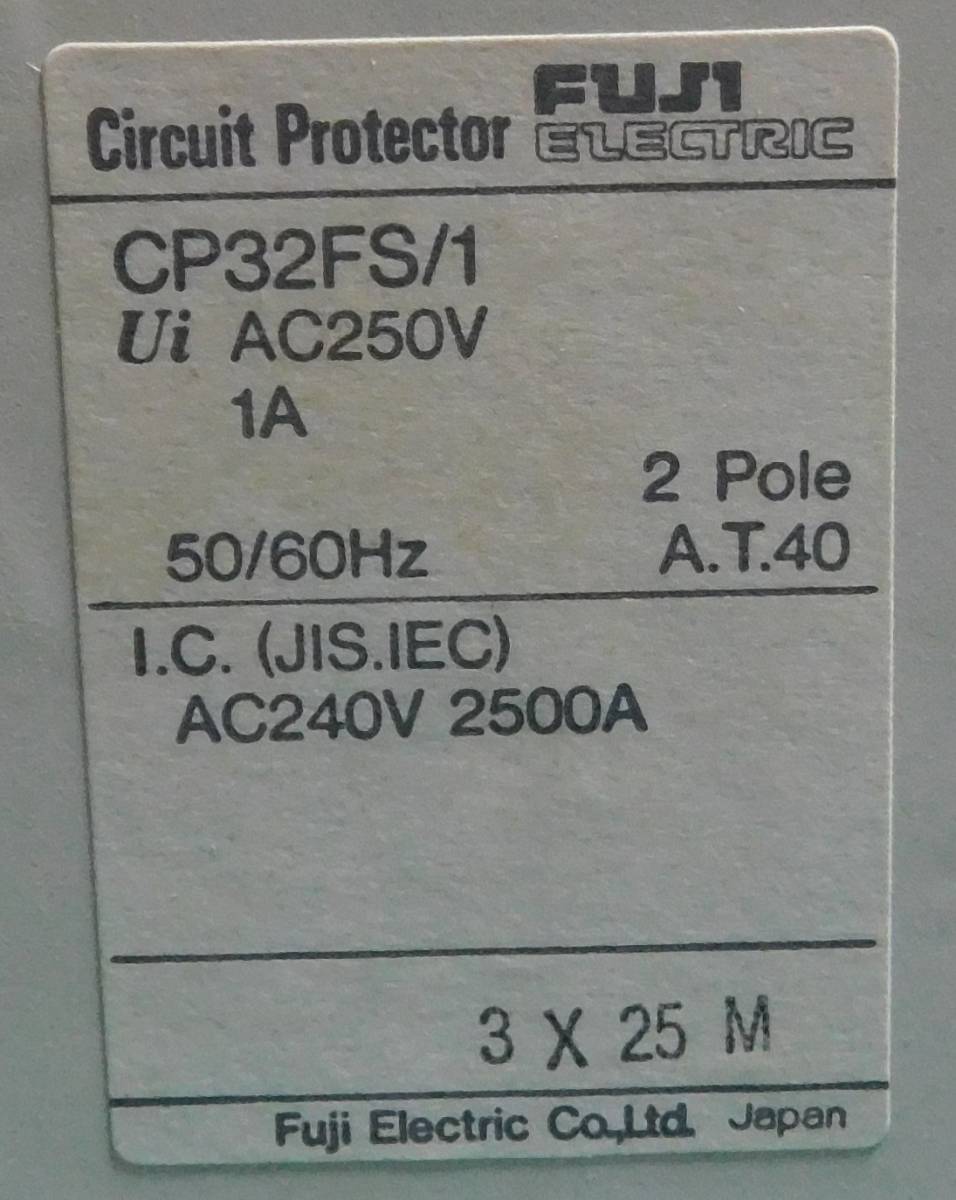 Circuit Protector FUJI ELECTRIC
CP32FS/1
Ui AC250V
1A
2 Pole
50/60Hz A.T.40
I.C. (JIS.IEC)
AC240V 2500A
3 X 25 M
Fuji Electric Co.,Ltd. Japan